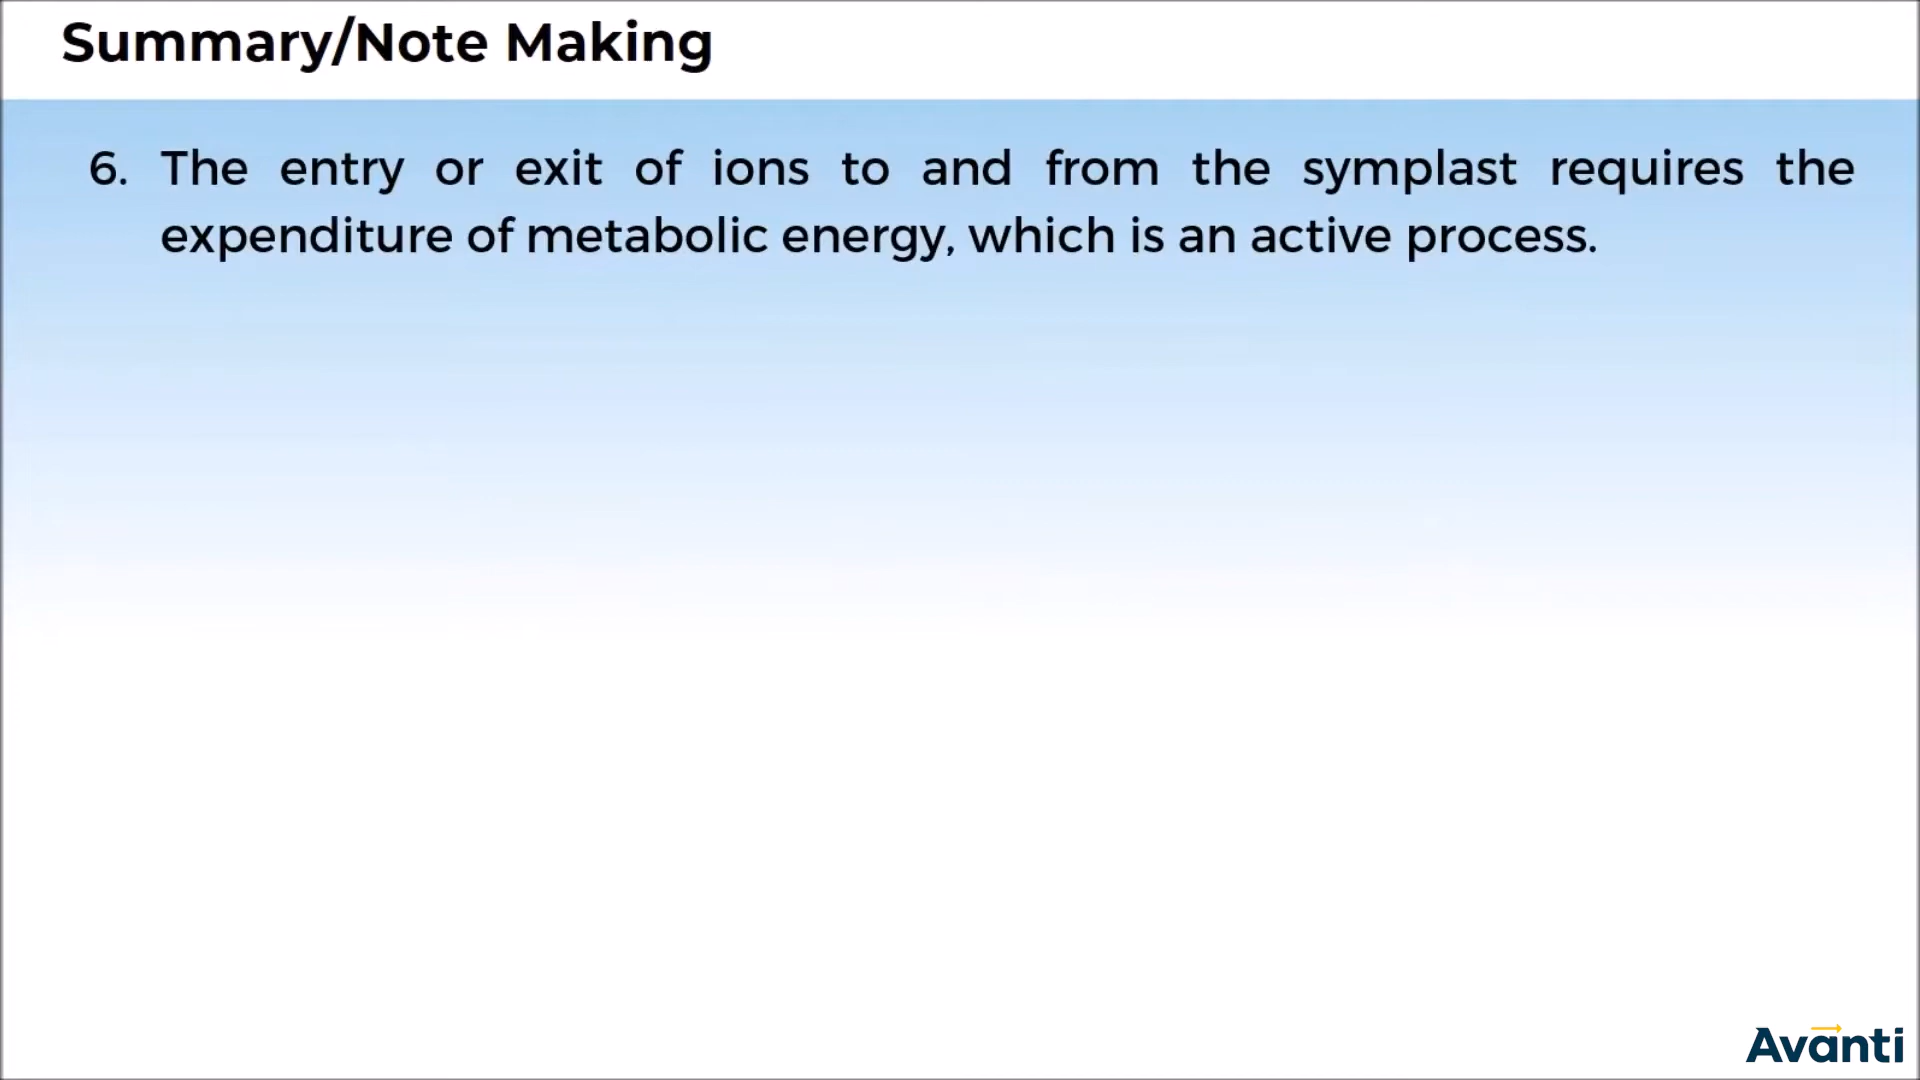 Summary/Note Making
6. The entry or exit of ions to and from the symplast requires the
expenditure of metabolic energy, which is an active process.
Avanti